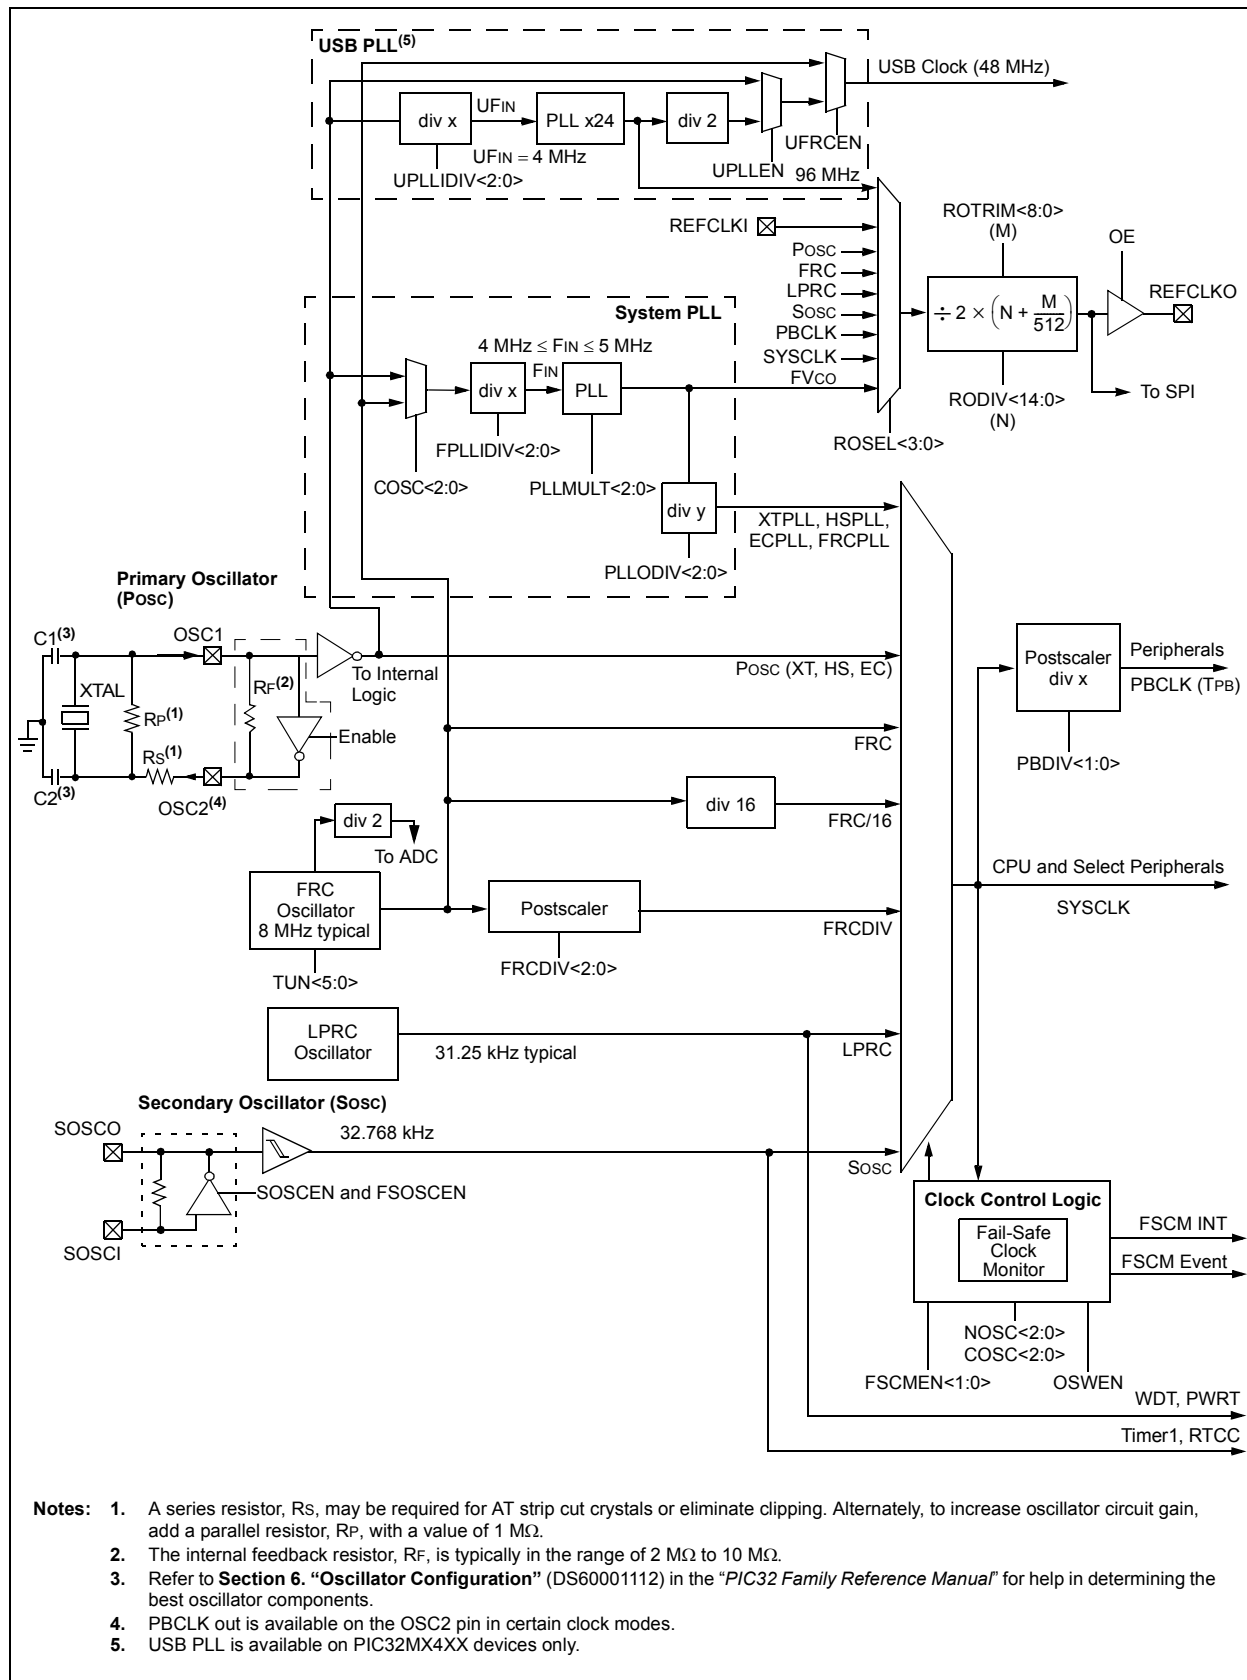 USB PLL(5)
USB Clock (48 MHz)
div x
UFIN
PLL x24
div 2
UFIN = 4 MHz
UFRCEN
UPLLEN
UPLLIDIV<2:0>
96 MHz
REFCLKI
POSC
FRC
LPRC
SOSC
PBCLK
SYSCLK
FVCO
ROTRIM<8:0>
(M)
OE
÷ 2 × (N + M/512)
REFCLKO
To SPI
RODIV<14:0>
(N)
ROSEL<3:0>
System PLL
4 MHz ≤ FIN ≤ 5 MHz
FIN
div x
PLL
FPLLIDIV<2:0>
COSC<2:0>
PLLMULT<2:0>
div y
XTPLL, HSPLL,
ECPLL, FRCPLL
PLLODIV<2:0>
Primary Oscillator
(POSC)
C1(3)
OSC1
XTAL
RP(1)
RF(2)
To Internal
Logic
Enable
RS(1)
C2(3)
OSC2(4)
POSC (XT, HS, EC)
Postscaler
div x
Peripherals
PBCLK (TPB)
PBDIV<1:0>
FRC
div 16
FRC/16
div 2
To ADC
CPU and Select Peripherals
SYSCLK
FRC
Oscillator
8 MHz typical
Postscaler
FRCDIV
TUN<5:0>
FRCDIV<2:0>
LPRC
Oscillator
31.25 kHz typical
LPRC
Secondary Oscillator (SOSC)
SOSCO
32.768 kHz
SOSC
SOSCEN and FSOSCEN
SOSCI
Clock Control Logic
Fail-Safe
Clock
Monitor
FSCM INT
FSCM Event
NOSC<2:0>
COSC<2:0>
FSCMEN<1:0>
OSWEN
WDT, PWRT
Timer1, RTCC
Notes: 1. A series resistor, RS, may be required for AT strip cut crystals or eliminate clipping. Alternately, to increase oscillator circuit gain,
add a parallel resistor, RP, with a value of 1 MΩ.
2. The internal feedback resistor, RF, is typically in the range of 2 MΩ to 10 MΩ.
3. Refer to Section 6. “Oscillator Configuration” (DS60001112) in the “PIC32 Family Reference Manual” for help in determining the
best oscillator components.
4. PBCLK out is available on the OSC2 pin in certain clock modes.
5. USB PLL is available on PIC32MX4XX devices only.